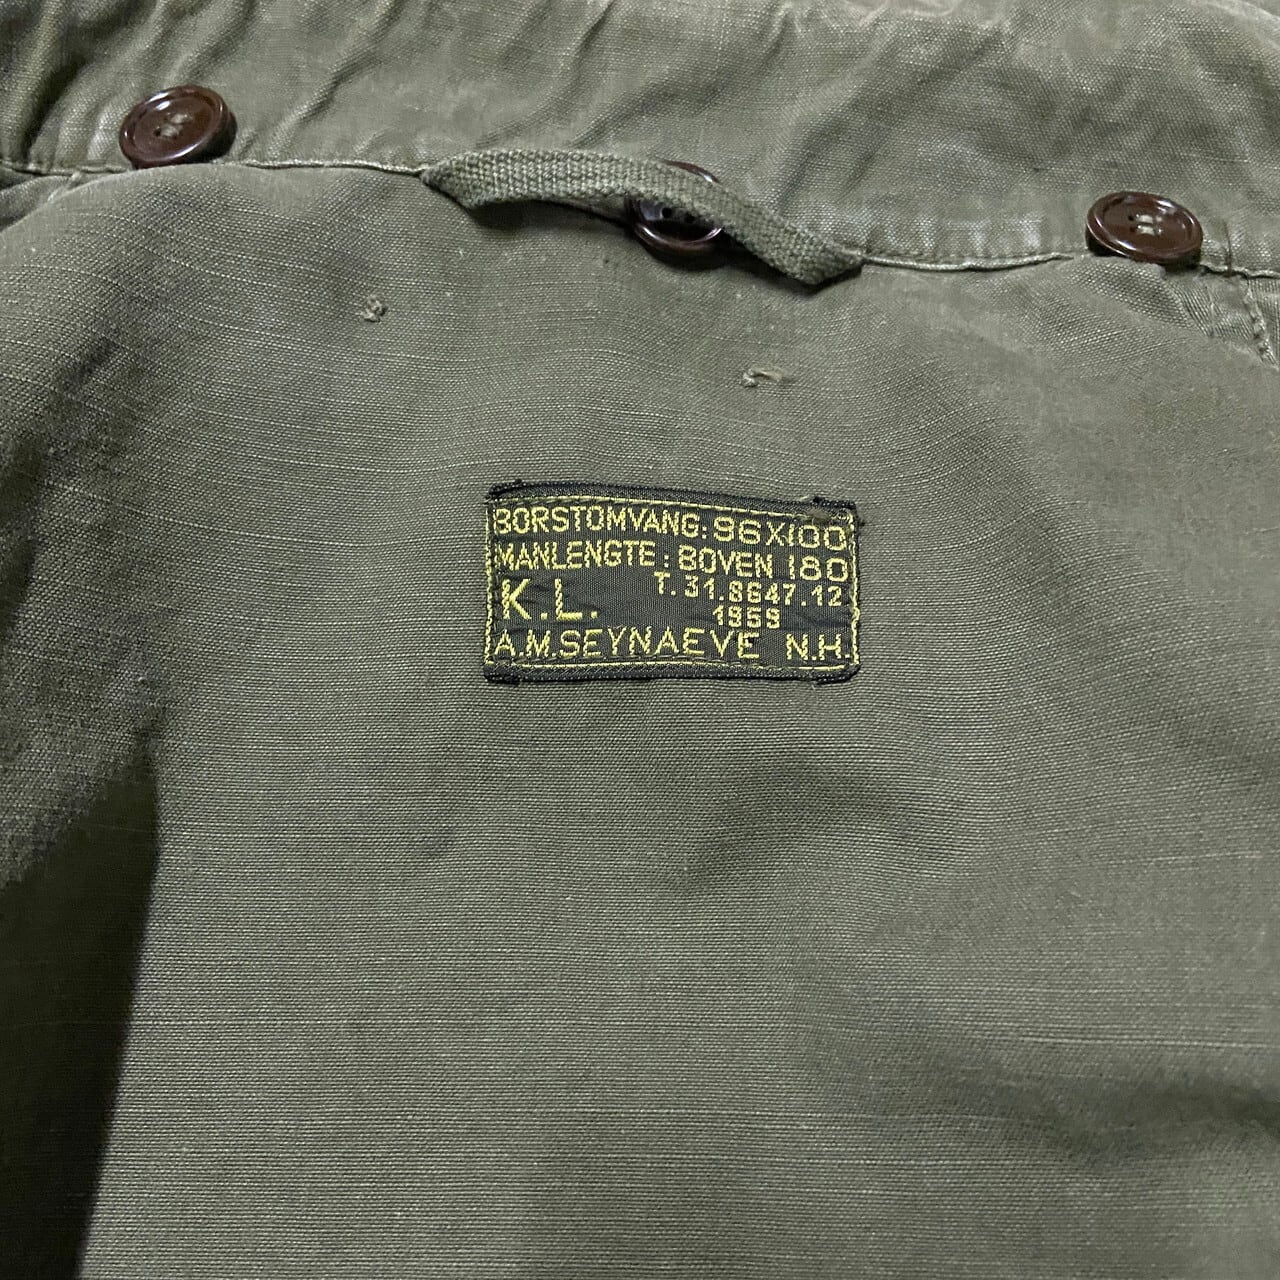 BORSTOMVANG: 96X100
MANLENGTE: BOVEN 180
K.L. T. 31.8647.12
1959
A.M.SEYNAEVE N.H.